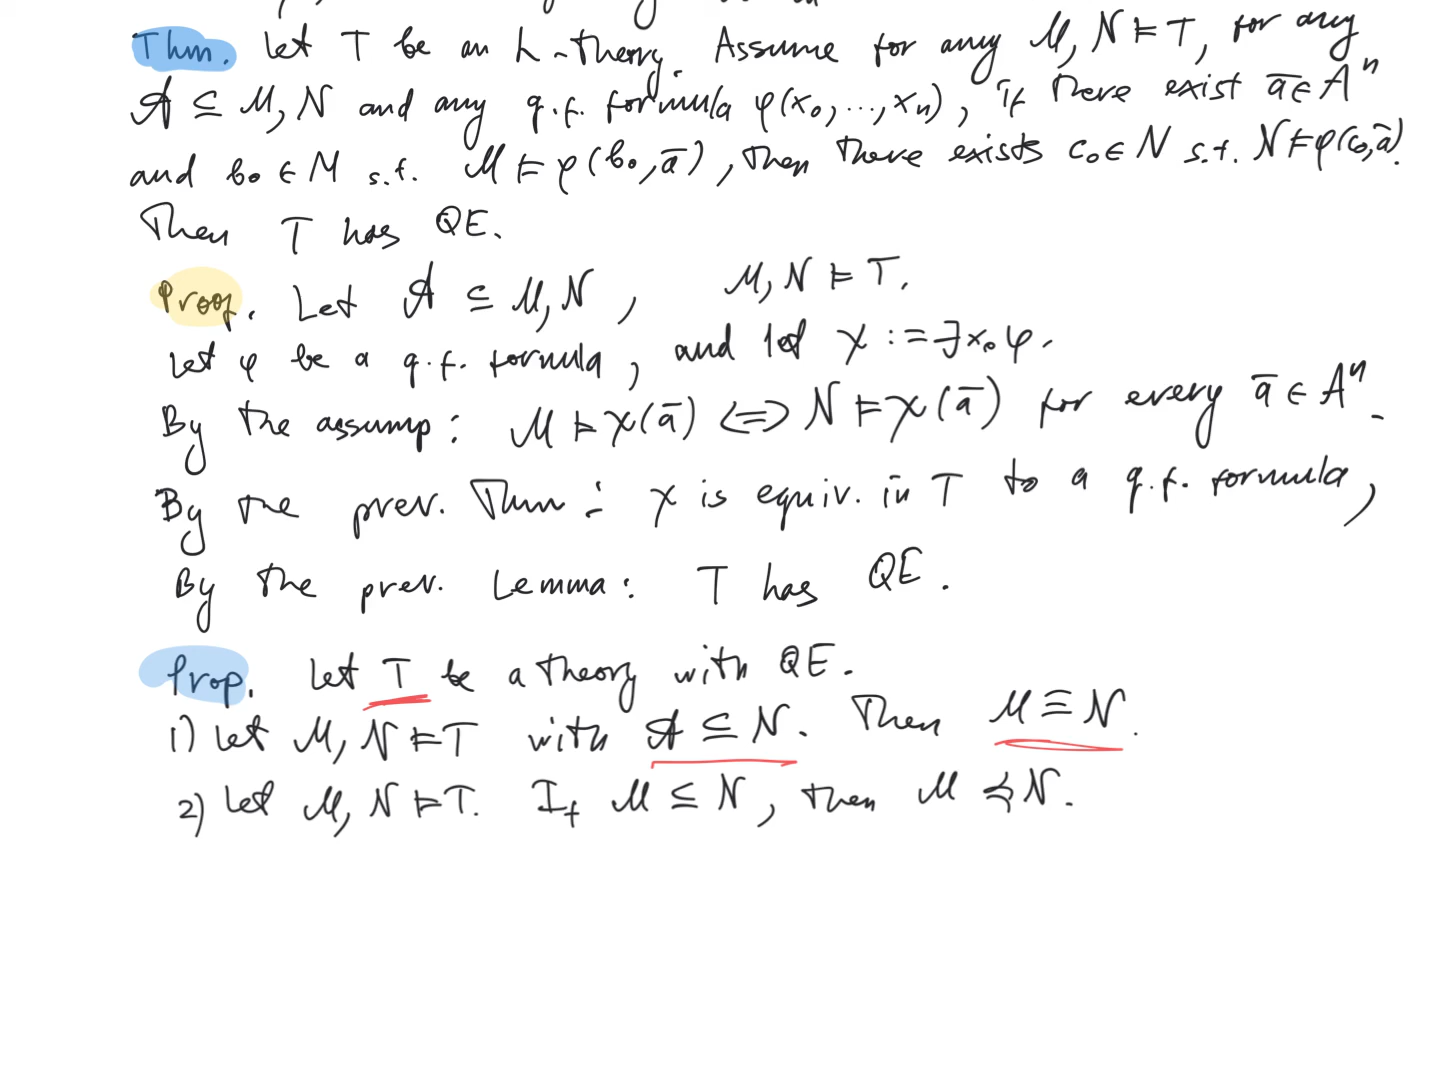 Thm. Let T be an L-theory. Assume for any M, N ⊨ T, for any
A ⊆ M, N and any q.f. formula φ(x₀, ..., xₙ), if there exist ā ∈ Aⁿ
and b₀ ∈ M s.t. M ⊨ φ(b₀, ā), then there exists c₀ ∈ N s.t. N ⊨ φ(c₀, ā).
Then T has QE.
Proof. Let A ⊆ M, N, M, N ⊨ T.
Let φ be a q.f. formula, and let χ := ∃x₀ φ.
By the assump: M ⊨ χ(ā) ⟺ N ⊨ χ(ā) for every ā ∈ Aⁿ.
By the prev. Thm: χ is equiv. in T to a q.f. formula,
By the prev. Lemma: T has QE.
Prop. Let T be a theory with QE.
1) Let M, N ⊨ T with A ⊆ N. Then M ≡ N.
2) Let M, N ⊨ T. If M ⊆ N, then M ≼ N.